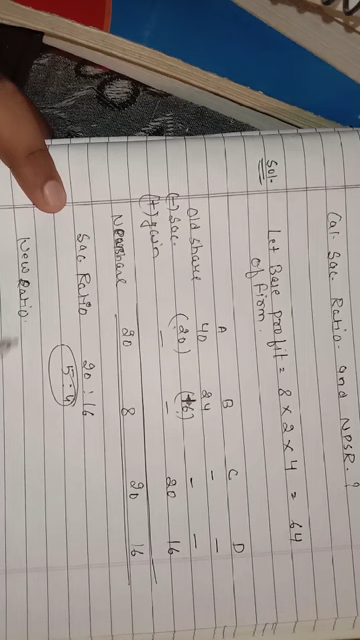 Cal. Sac. Ratio. and NPSR. ?
Sol- Let Base profit = 8 × 2 × 4 = 64
of firm.
A B C D
Old share 40 24 - -
(-) Sac. (20) (16) - -
(+) gain - - 20 16
New share 20 8 20 16
Sac Ratio 20 : 16
5 : 4
New Ratio.